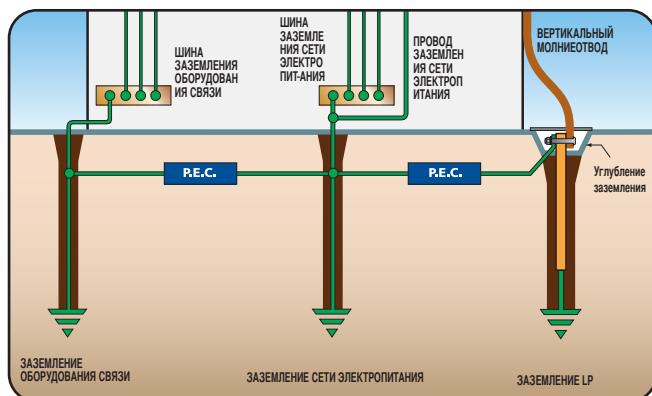 ШИНА
ЗАЗЕМЛЕНИЯ
ОБОРУДОВАН
ИЯ СВЯЗИ
ШИНА
ЗАЗЕМЛЕ
НИЯ СЕТИ
ЭЛЕКТРО
ПИТ-АНИЯ
ПРОВОД
ЗАЗЕМЛЕН
ИЯ СЕТИ
ЭЛЕКТРОП
ИТАНИЯ
ВЕРТИКАЛЬНЫЙ
МОЛНИЕОТВОД
P.E.C.
P.E.C.
Углубление
заземления
ЗАЗЕМЛЕНИЕ
ОБОРУДОВАНИЯ СВЯЗИ
ЗАЗЕМЛЕНИЕ СЕТИ ЭЛЕКТРОПИТАНИЯ
ЗАЗЕМЛЕНИЕ LP